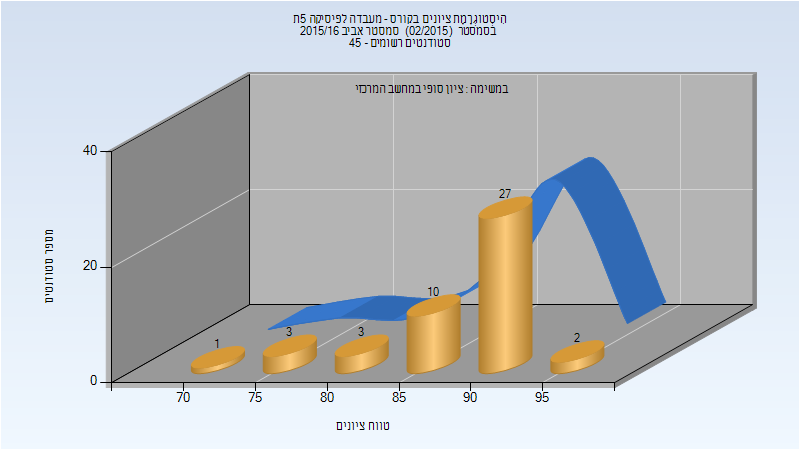 היסטוגרמת ציונים בקורס - מעבדה לפיסיקה 5ת
בסמסטר (02/2015) סמסטר אביב 2015/16
סטודנטים רשומים - 45
במשימה : ציון סופי במחשב המרכזי
מספר סטודנטים
40
20
0
1
3
3
10
27
2
70 75 80 85 90 95
טווח ציונים